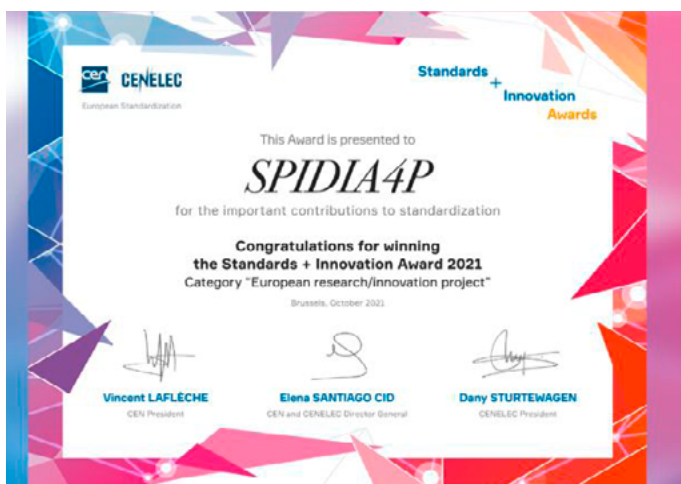 cen CENELEC
European Standardization
Standards
+
Innovation
Awards
This Award is presented to
SPIDIA4P
for the important contributions to standardization
Congratulations for winning
the Standards + Innovation Award 2021
Category "European research/innovation project"
Brussels, October 2021
Vincent LAFLÈCHE
CEN President
Elena SANTIAGO CID
CEN and CENELEC Director General
Dany STURTEWAGEN
CENELEC President